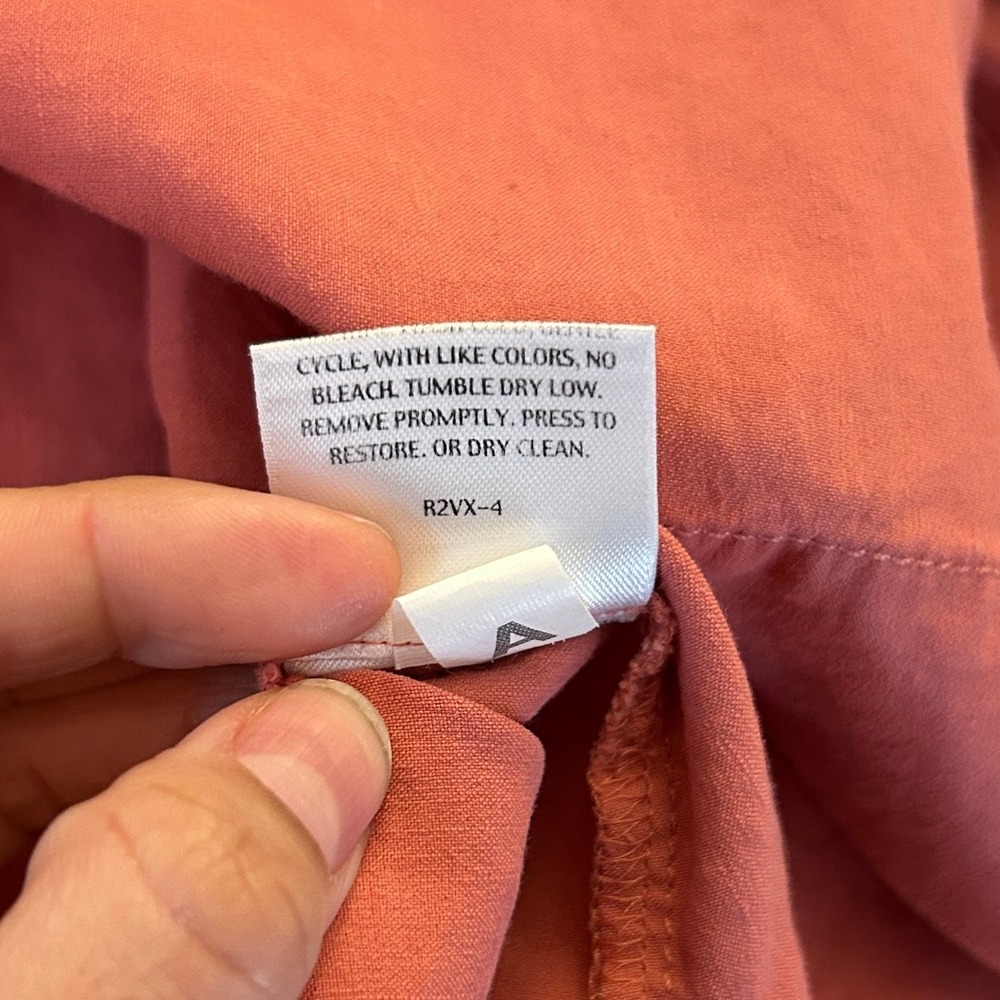 GENTLE
CYCLE, WITH LIKE COLORS, NO
BLEACH. TUMBLE DRY LOW.
REMOVE PROMPTLY. PRESS TO
RESTORE. OR DRY CLEAN.
R2VX-4
A